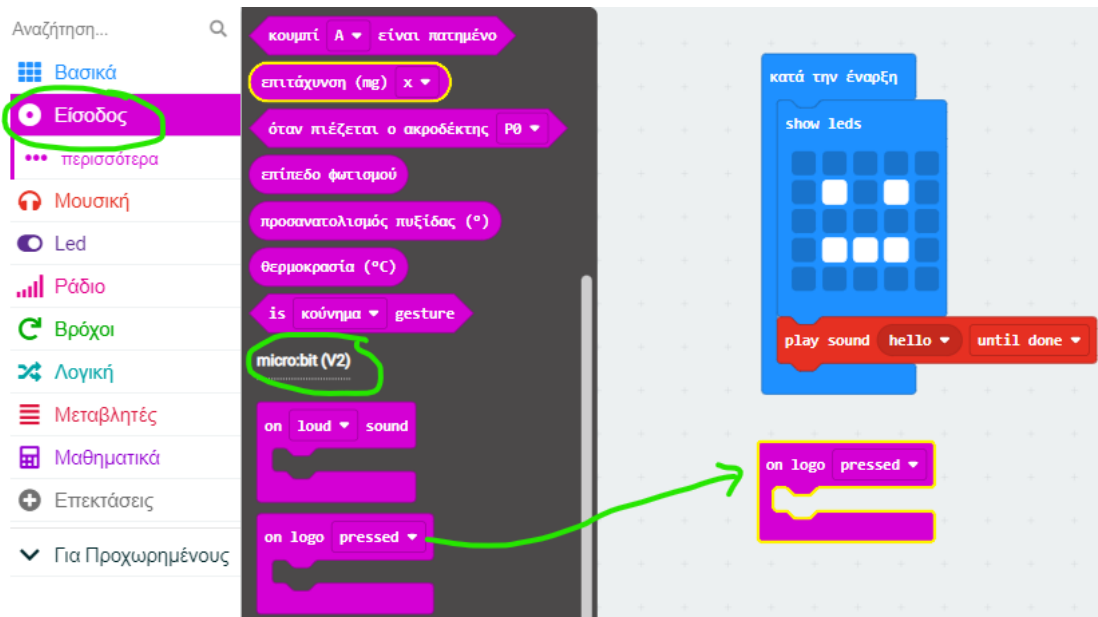 Αναζήτηση...
Βασικά
Είσοδος
περισσότερα
Μουσική
Led
Ράδιο
Βρόχοι
Λογική
Μεταβλητές
Μαθηματικά
Επεκτάσεις
Για Προχωρημένους
κουμπί A είναι πατημένο
επιτάχυνση (mg) x
όταν πιέζεται ο ακροδέκτης P0
επίπεδο φωτισμού
προσανατολισμός πυξίδας (°)
θερμοκρασία (°C)
is κούνημα gesture
micro:bit (V2)
on loud sound
on logo pressed
κατά την έναρξη
show leds
play sound hello until done
on logo pressed